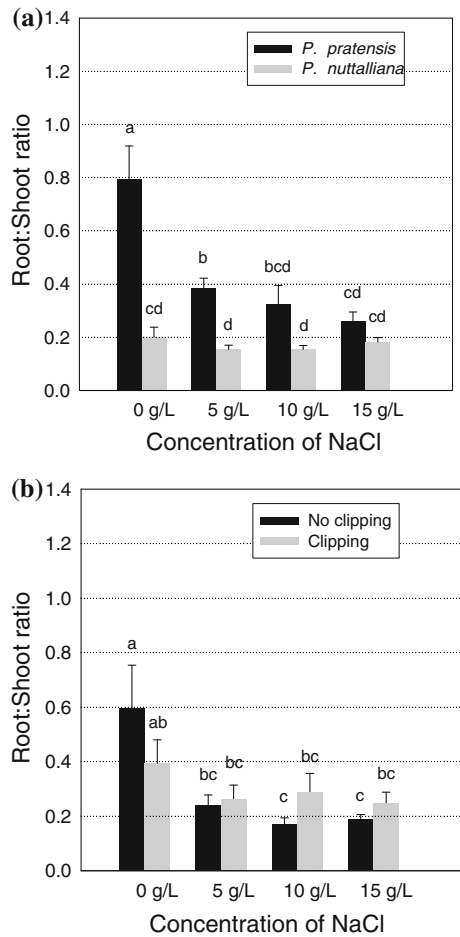 (a)
1.4
P. pratensis
P. nuttalliana
1.2
1.0
a
0.8
0.6
Root:Shoot ratio
b
bcd
0.4
cd
cd
cd
d
d
0.2
0.0
0 g/L 5 g/L 10 g/L 15 g/L
Concentration of NaCl
(b)
1.4
No clipping
Clipping
1.2
1.0
0.8
a
0.6
Root:Shoot ratio
ab
0.4
bc bc
bc
bc
c
c
0.2
0.0
0 g/L 5 g/L 10 g/L 15 g/L
Concentration of NaCl